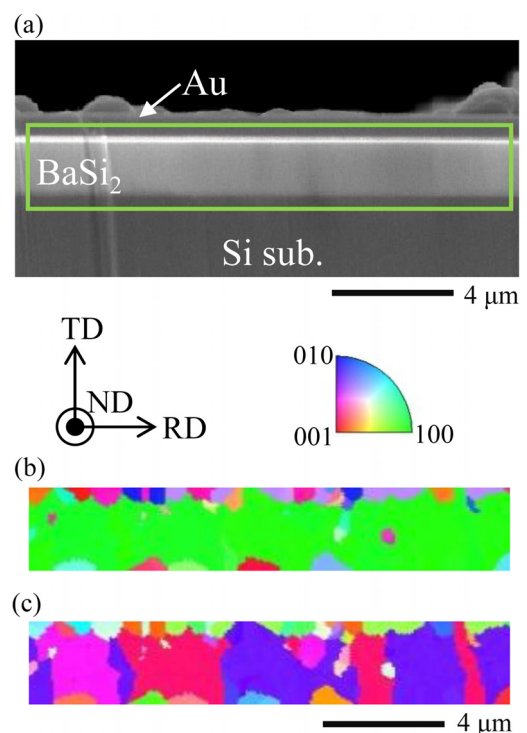 (a)
Au
BaSi₂
Si sub.
4 μm
TD
ND
RD
010
001
100
(b)
(c)
4 μm